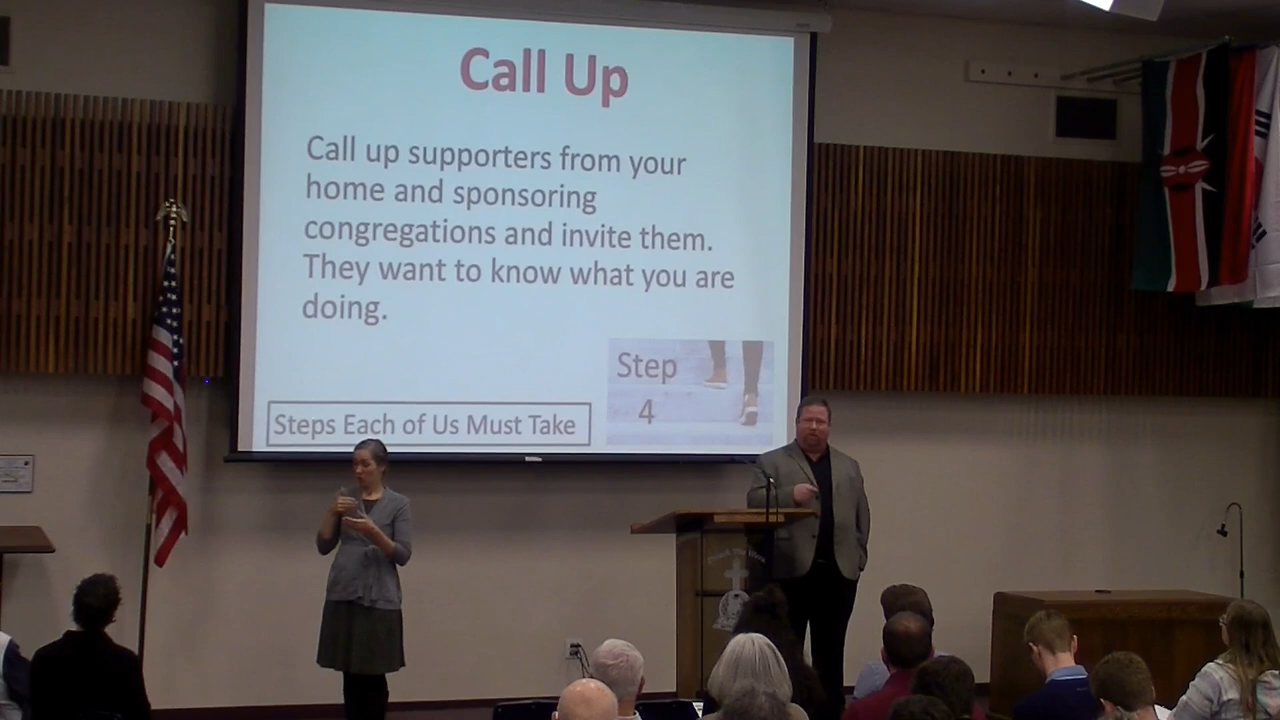 Call Up
Call up supporters from your
home and sponsoring
congregations and invite them.
They want to know what you are
doing.
Step
4
Steps Each of Us Must Take